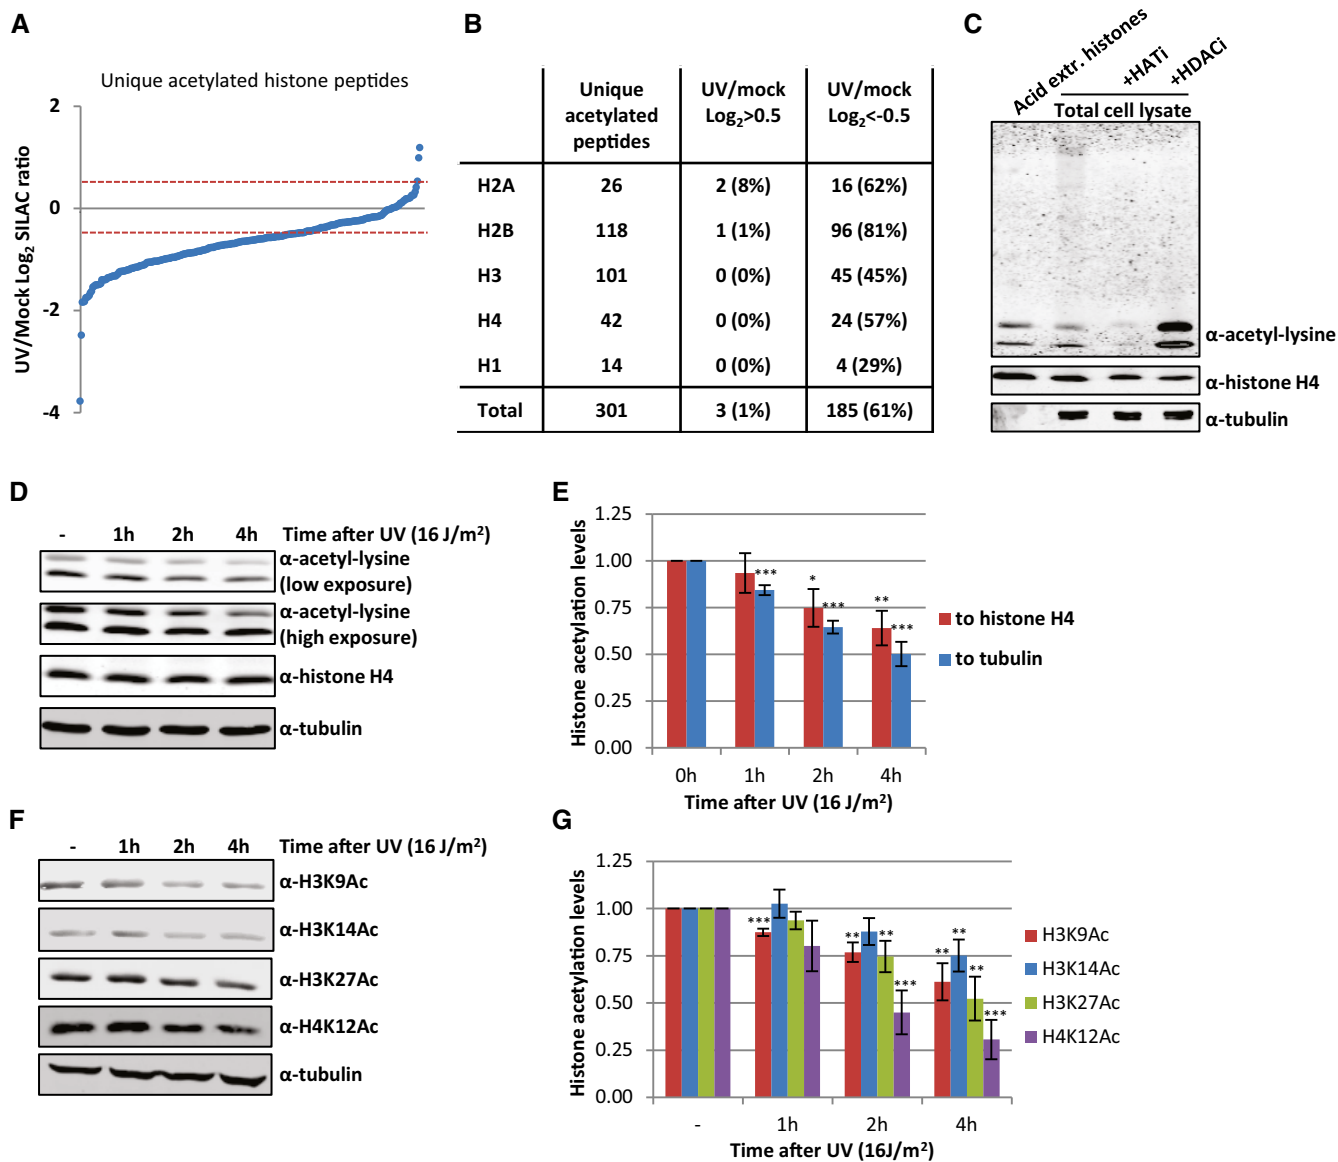 A
Unique acetylated histone peptides
UV/Mock Log2 SILAC ratio
2
0
-2
-4
B
Unique acetylated peptides
UV/mock Log2>0.5
UV/mock Log2<-0.5
H2A 26 2 (8%) 16 (62%)
H2B 118 1 (1%) 96 (81%)
H3 101 0 (0%) 45 (45%)
H4 42 0 (0%) 24 (57%)
H1 14 0 (0%) 4 (29%)
Total 301 3 (1%) 185 (61%)
C
Acid extr. histones
+HATi
+HDACi
Total cell lysate
α-acetyl-lysine
α-histone H4
α-tubulin
D
- 1h 2h 4h Time after UV (16 J/m²)
α-acetyl-lysine
(low exposure)
α-acetyl-lysine
(high exposure)
α-histone H4
α-tubulin
E
Histone acetylation levels
1.25
1.00
0.75
0.50
0.25
0.00
***
*
***
**
***
0h 1h 2h 4h
Time after UV (16 J/m²)
to histone H4
to tubulin
F
- 1h 2h 4h Time after UV (16 J/m²)
α-H3K9Ac
α-H3K14Ac
α-H3K27Ac
α-H4K12Ac
α-tubulin
G
Histone acetylation levels
1.25
1.00
0.75
0.50
0.25
0.00
***
**
**
***
**
**
**
***
- 1h 2h 4h
Time after UV (16J/m²)
H3K9Ac
H3K14Ac
H3K27Ac
H4K12Ac